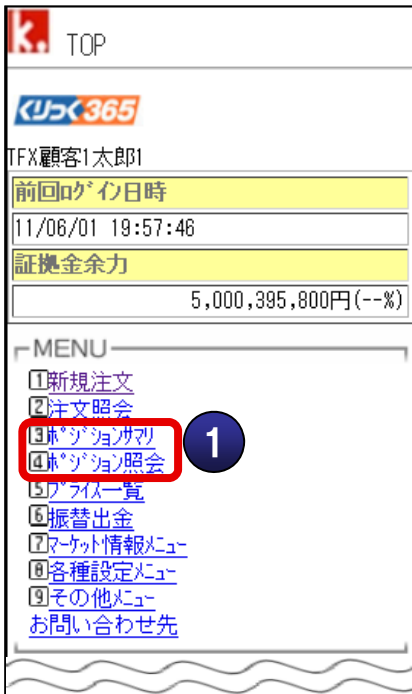 k. TOP
くりっく365
TFX顧客1太郎1
前回ﾛｸﾞｲﾝ日時
11/06/01 19:57:46
証拠金余力
5,000,395,800円(--%)
MENU
1新規注文
2注文照会
3ﾎﾟｼﾞｼｮﾝｻﾏﾘ
4ﾎﾟｼﾞｼｮﾝ照会
1
5ﾌﾟﾗｲｽ一覧
6振替出金
7ﾏｰｹｯﾄ情報ﾒﾆｭｰ
8各種設定ﾒﾆｭｰ
9その他ﾒﾆｭｰ
お問い合わせ先